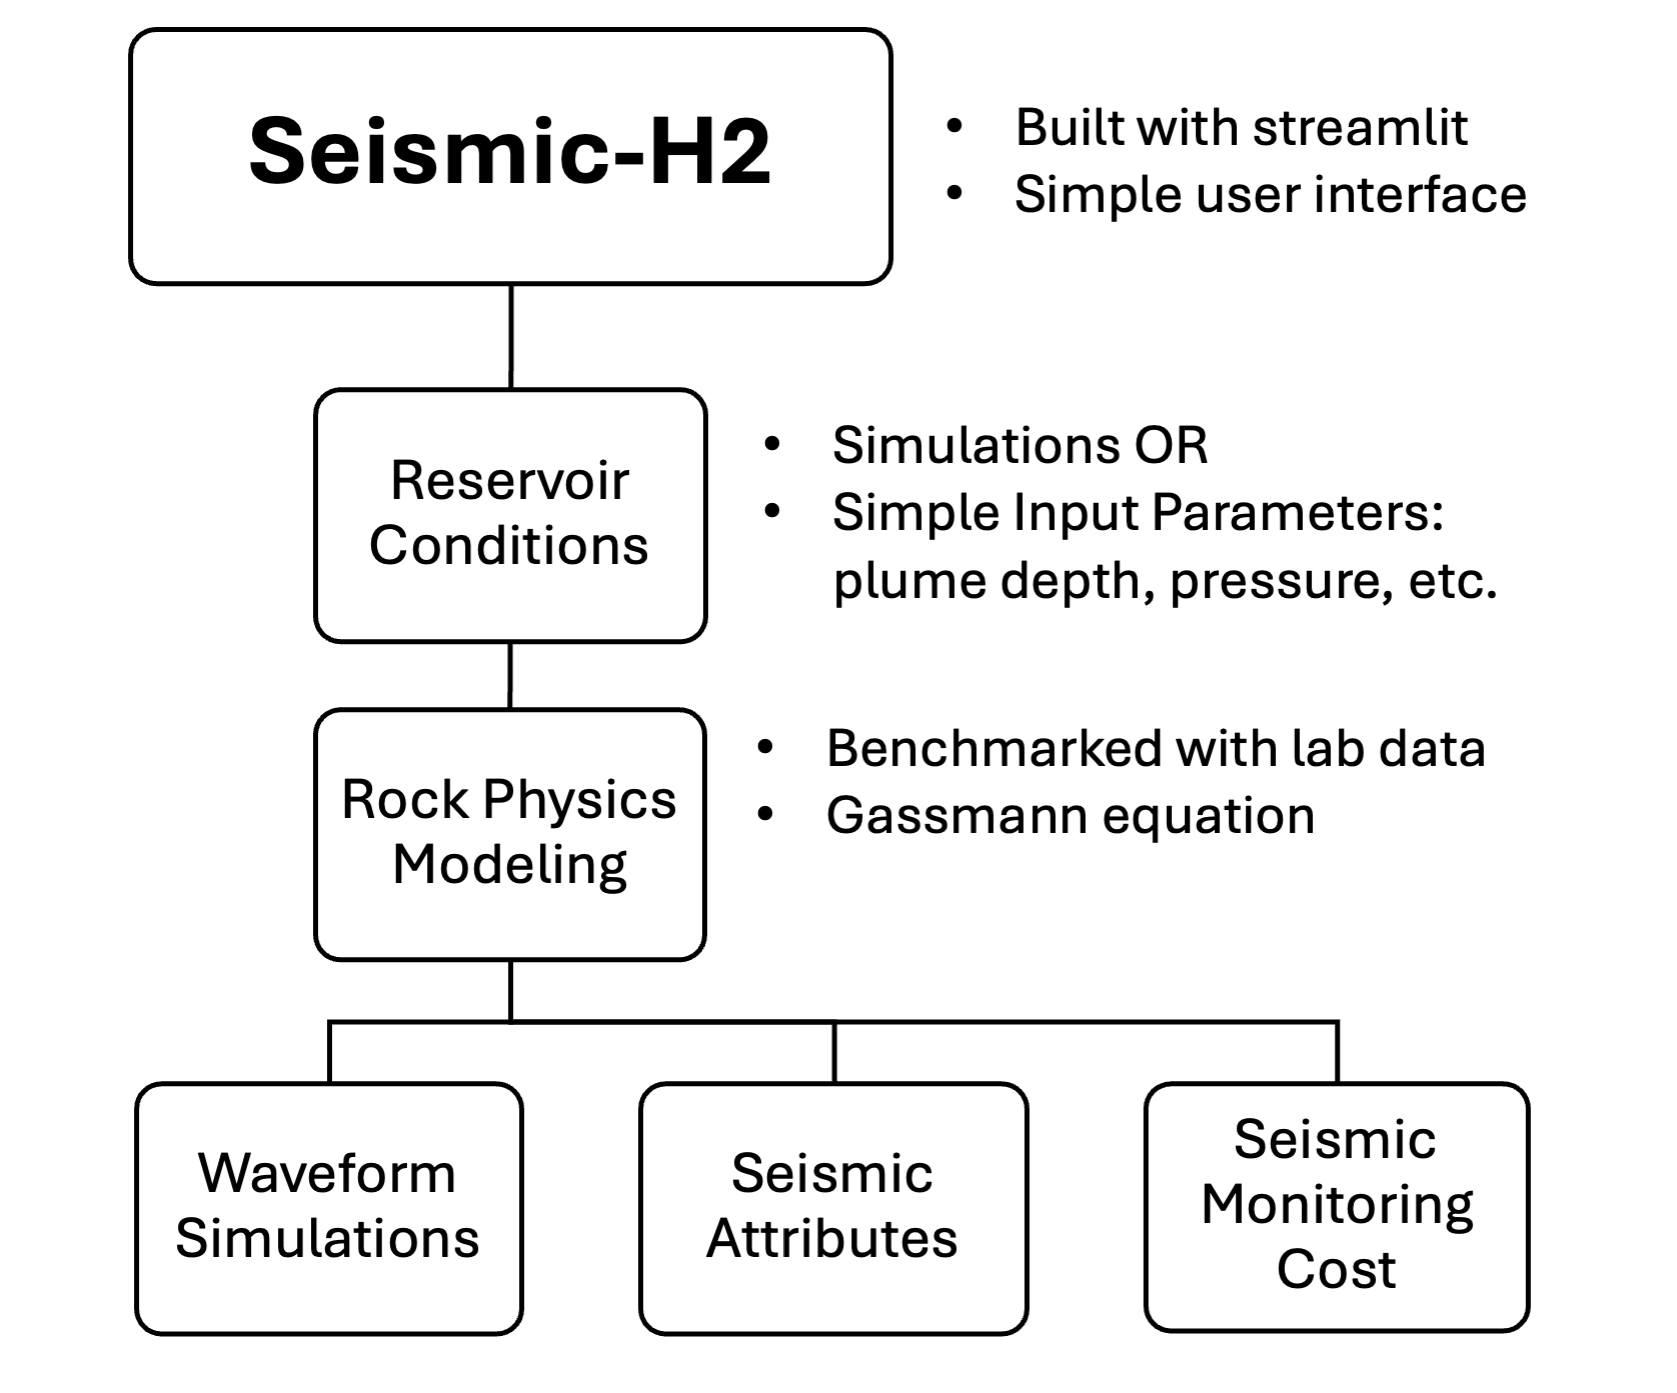 Seismic-H2
• Built with streamlit
• Simple user interface
Reservoir
Conditions
• Simulations OR
• Simple Input Parameters:
plume depth, pressure, etc.
Rock Physics
Modeling
• Benchmarked with lab data
• Gassmann equation
Waveform
Simulations
Seismic
Attributes
Seismic
Monitoring
Cost